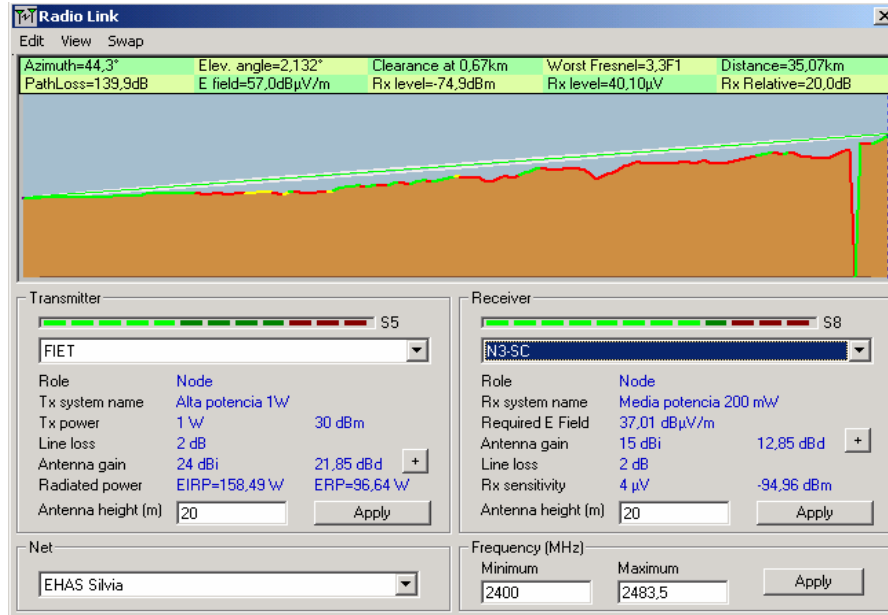 Radio Link
Edit View Swap
Azimuth=44,3° Elev. angle=2,132° Clearance at 0,67km Worst Fresnel=3,3F1 Distance=35,07km
PathLoss=139,9dB E field=57,0dBµV/m Rx level=-74,9dBm Rx level=40,10µV Rx Relative=20,0dB
Transmitter
S5
FIET
Role Node
Tx system name Alta potencia 1W
Tx power 1 W 30 dBm
Line loss 2 dB
Antenna gain 24 dBi 21,85 dBd +
Radiated power EIRP=158,49 W ERP=96,64 W
Antenna height (m) 20 Apply
Receiver
S8
N3-SC
Role Node
Rx system name Media potencia 200 mW
Required E Field 37,01 dBµV/m
Antenna gain 15 dBi 12,85 dBd +
Line loss 2 dB
Rx sensitivity 4 µV -94,96 dBm
Antenna height (m) 20 Apply
Net
EHAS Silvia
Frequency (MHz)
Minimum Maximum
2400 2483,5 Apply